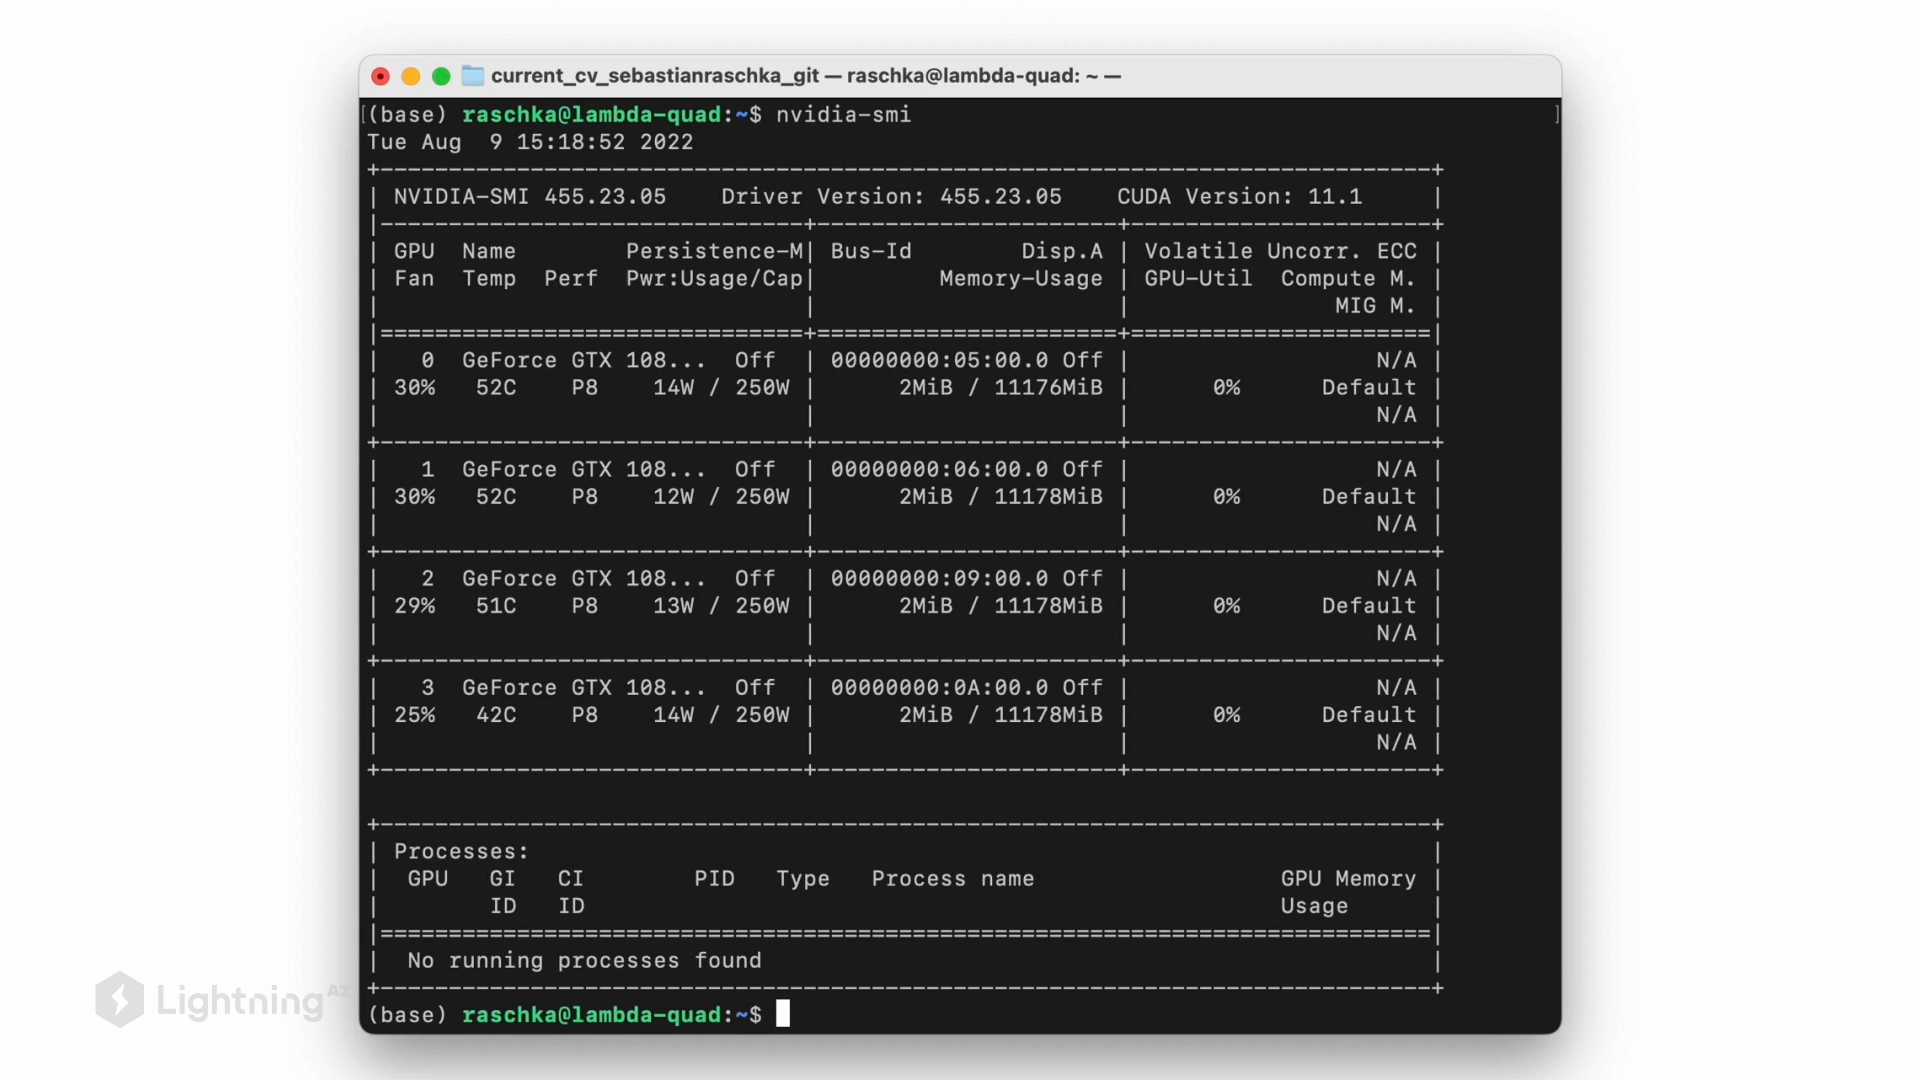 current_cv_sebastianraschka_git — raschka@lambda-quad: ~ —
[(base) raschka@lambda-quad:~$ nvidia-smi ]
Tue Aug  9 15:18:52 2022
+-----------------------------------------------------------------------------+
| NVIDIA-SMI 455.23.05    Driver Version: 455.23.05    CUDA Version: 11.1     |
|-------------------------------+----------------------+----------------------+
| GPU  Name        Persistence-M| Bus-Id        Disp.A | Volatile Uncorr. ECC |
| Fan  Temp  Perf  Pwr:Usage/Cap|         Memory-Usage | GPU-Util  Compute M. |
|                               |                      |               MIG M. |
|===============================+======================+======================|
|   0  GeForce GTX 108...  Off  | 00000000:05:00.0 Off |                  N/A |
| 30%   52C    P8    14W / 250W |      2MiB / 11176MiB |      0%      Default |
|                               |                      |                  N/A |
+-------------------------------+----------------------+----------------------+
|   1  GeForce GTX 108...  Off  | 00000000:06:00.0 Off |                  N/A |
| 30%   52C    P8    12W / 250W |      2MiB / 11178MiB |      0%      Default |
|                               |                      |                  N/A |
+-------------------------------+----------------------+----------------------+
|   2  GeForce GTX 108...  Off  | 00000000:09:00.0 Off |                  N/A |
| 29%   51C    P8    13W / 250W |      2MiB / 11178MiB |      0%      Default |
|                               |                      |                  N/A |
+-------------------------------+----------------------+----------------------+
|   3  GeForce GTX 108...  Off  | 00000000:0A:00.0 Off |                  N/A |
| 25%   42C    P8    14W / 250W |      2MiB / 11178MiB |      0%      Default |
|                               |                      |                  N/A |
+-------------------------------+----------------------+----------------------+

+-----------------------------------------------------------------------------+
| Processes:                                                                  |
|  GPU   GI   CI        PID   Type   Process name                  GPU Memory |
|        ID   ID                                                   Usage      |
|=============================================================================|
|  No running processes found                                                 |
+-----------------------------------------------------------------------------+
(base) raschka@lambda-quad:~$
Lightning AI